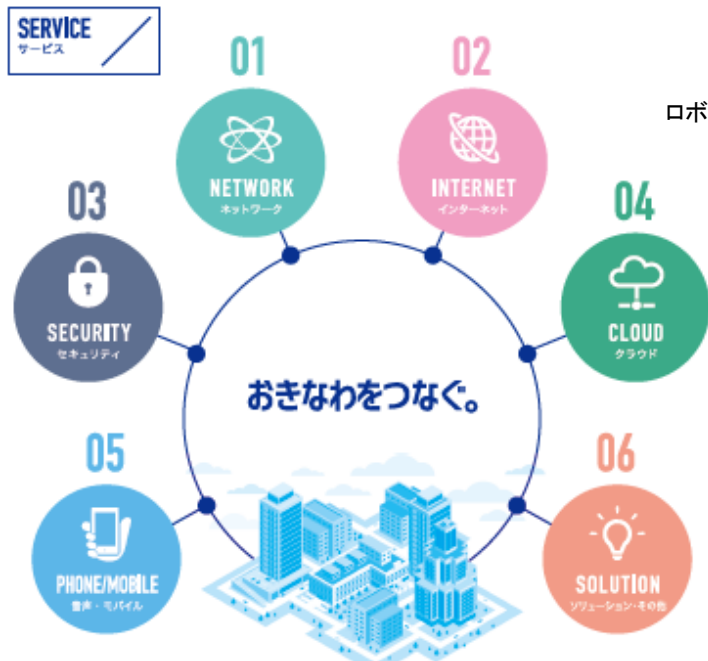 SERVICE
サービス
01
NETWORK
ネットワーク
02
INTERNET
インターネット
ロボ
03
SECURITY
セキュリティ
04
CLOUD
クラウド
おきなわをつなぐ。
05
PHONE/MOBILE
音声・モバイル
06
SOLUTION
ソリューション・その他